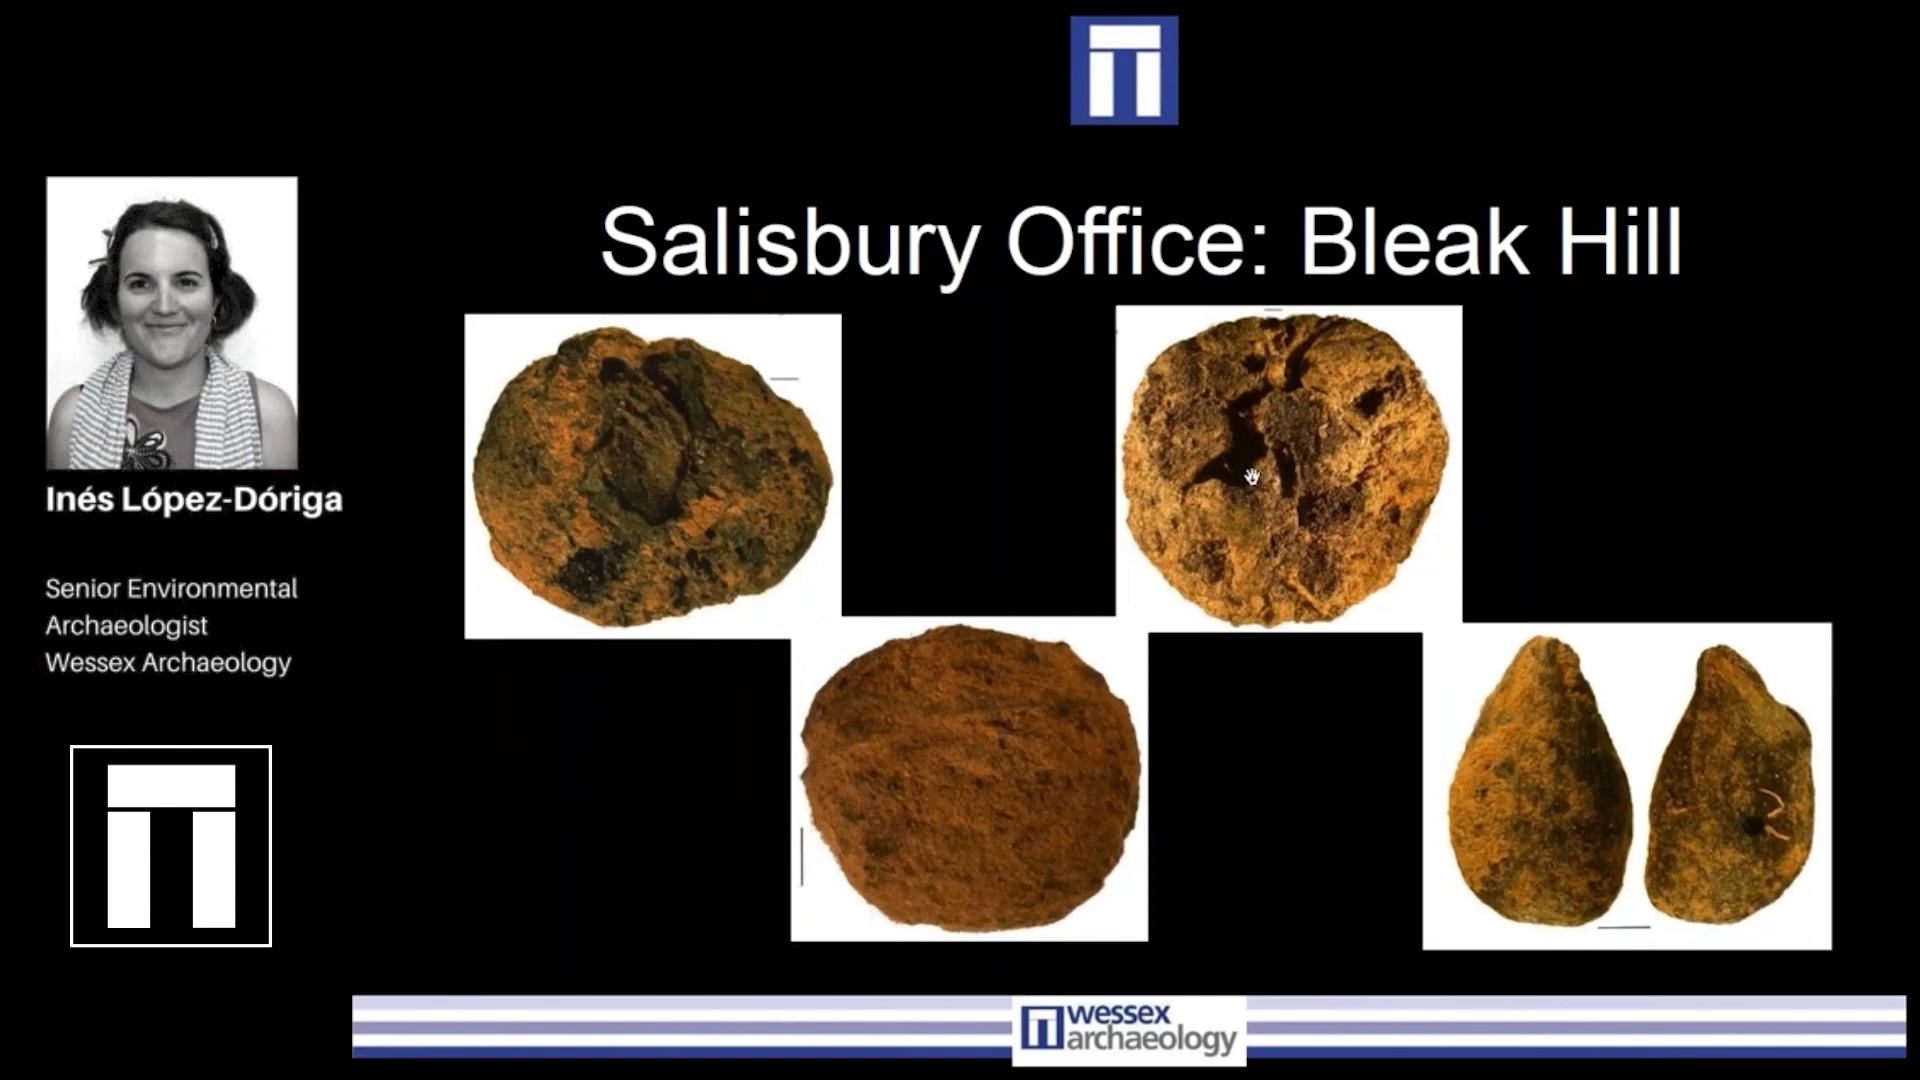 Salisbury Office: Bleak Hill
Inés López-Dóriga
Senior Environmental
Archaeologist
Wessex Archaeology
wessex
archaeology